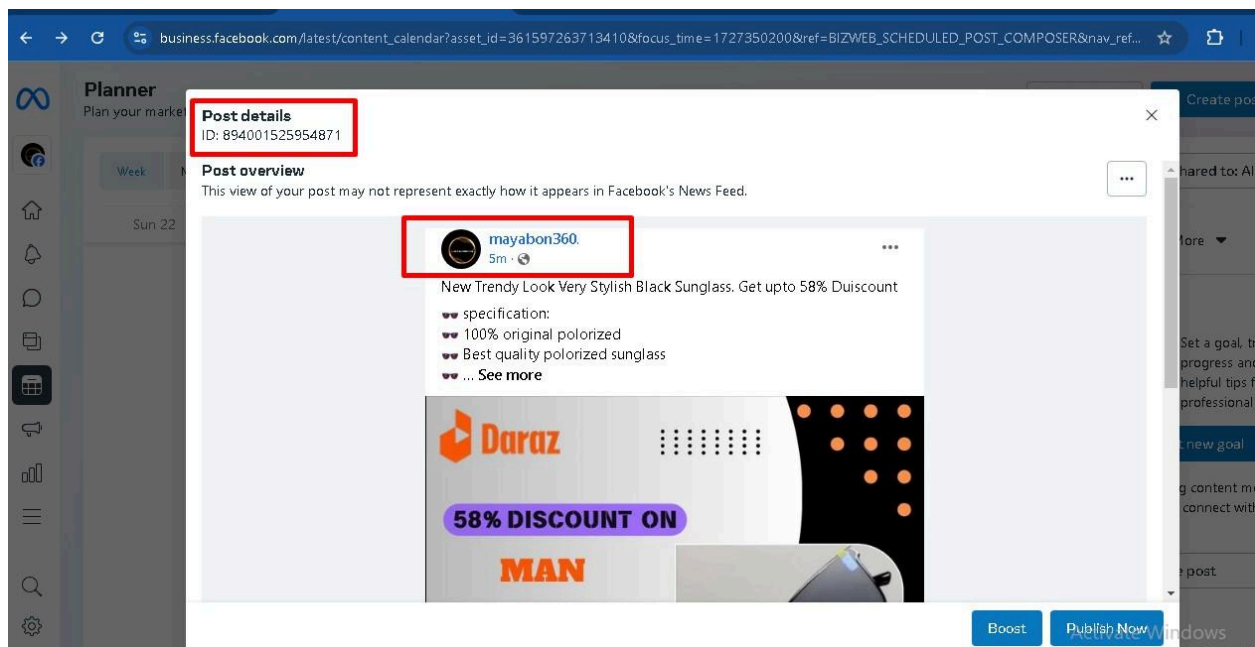 business.facebook.com/latest/content_calendar?asset_id=361597263713410&focus_time=1727350200&ref=BIZWEB_SCHEDULED_POST_COMPOSER&nav_ref...
Planner
Plan your market
Create pos
Post details
ID: 894001525954871
Week
Post overview
This view of your post may not represent exactly how it appears in Facebook's News Feed.
hared to: Al
Sun 22
More
mayabon360.
5m
New Trendy Look Very Stylish Black Sunglass. Get upto 58% Duiscount
specification:
100% original polorized
Best quality polorized sunglass
... See more
Set a goal, tr
progress and
helpful tips f
professional
Daraz
t new goal
g content m
connect with
58% DISCOUNT ON
MAN
e post
Boost
Publish Now
Activate Windows